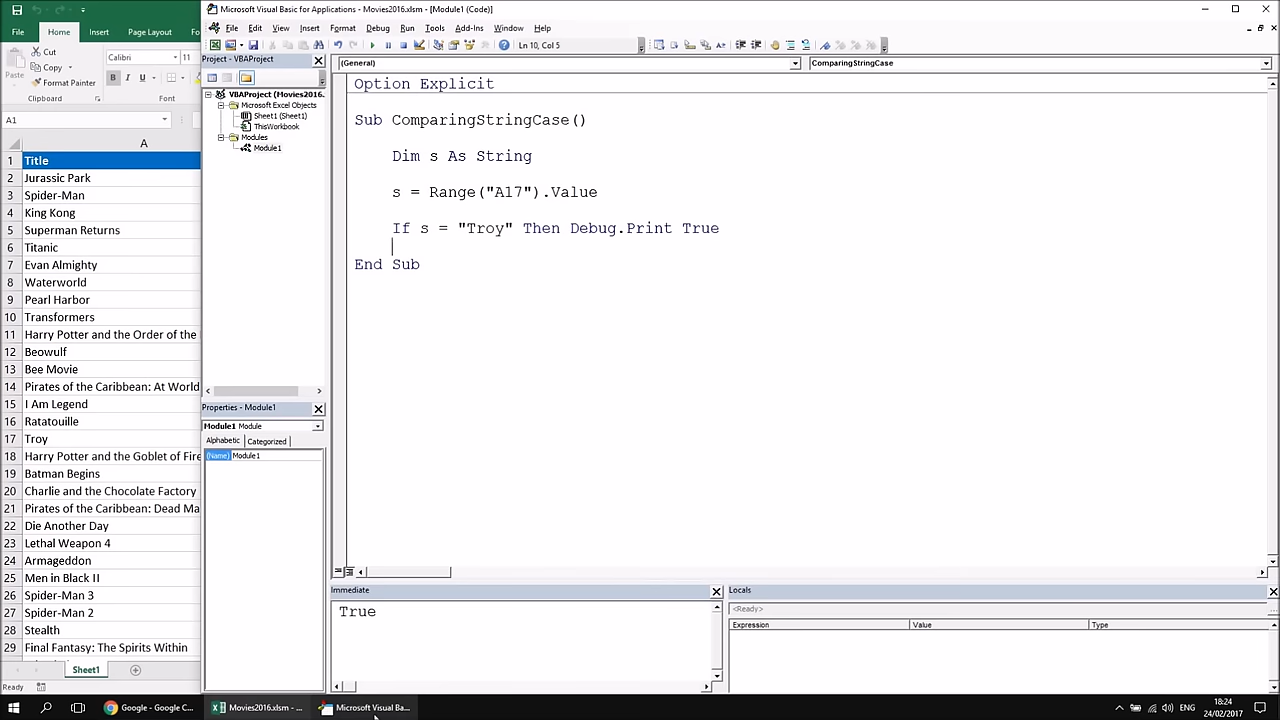 Microsoft Visual Basic for Applications - Movies2016.xlsm - [Module1 (Code)]
File Home Insert Page Layout Fo
File Edit View Insert Format Debug Run Tools Add-Ins Window Help
Cut
Copy
Format Painter
Paste
Clipboard
Calibri 11
B I U
Ln 10, Col 5
A1
A
1 Title
2 Jurassic Park
3 Spider-Man
4 King Kong
5 Superman Returns
6 Titanic
7 Evan Almighty
8 Waterworld
9 Pearl Harbor
10 Transformers
11 Harry Potter and the Order of the
12 Beowulf
13 Bee Movie
14 Pirates of the Caribbean: At World
15 I Am Legend
16 Ratatouille
17 Troy
18 Harry Potter and the Goblet of Fire
19 Batman Begins
20 Charlie and the Chocolate Factory
21 Pirates of the Caribbean: Dead Ma
22 Die Another Day
23 Lethal Weapon 4
24 Armageddon
25 Men in Black II
26 Spider-Man 3
27 Spider-Man 2
28 Stealth
29 Final Fantasy: The Spirits Within
Sheet1
Ready
Project - VBAProject
VBAProject (Movies2016.
Microsoft Excel Objects
Sheet1 (Sheet1)
ThisWorkbook
Modules
Module1
Properties - Module1
Module1 Module
Alphabetic Categorized
(Name) Module1
(General) ComparingStringCase
Option Explicit
Sub ComparingStringCase()
Dim s As String
s = Range("A17").Value
If s = "Troy" Then Debug.Print True
End Sub
Immediate
True
Locals
<Ready>
Expression Value Type
Google - Google C...
Movies2016.xlsm - ...
Microsoft Visual Ba...
ENG
18:24
24/02/2017